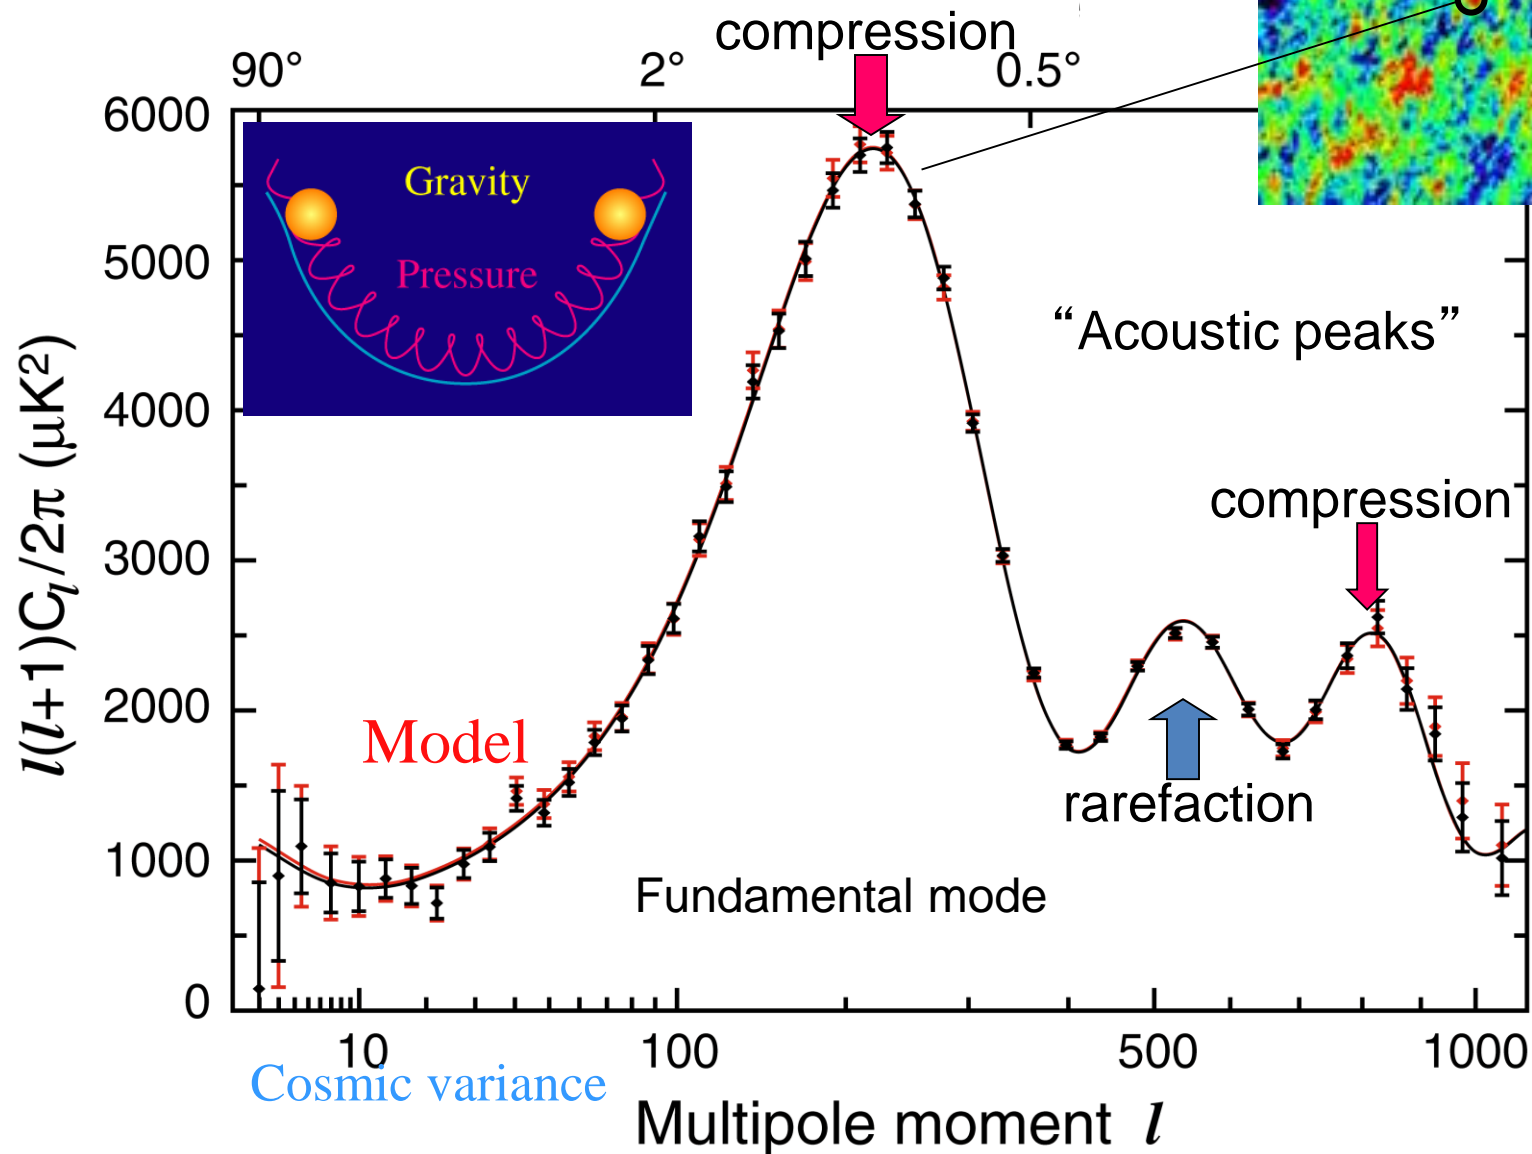 compression
90° 2° 0.5°
6000
Gravity
5000
Pressure
“Acoustic peaks”
4000
compression
3000
2000
Model
rarefaction
1000
Fundamental mode
0
l(l+1)Cl/2π (μK²)
10 100 500 1000
Cosmic variance
Multipole moment l